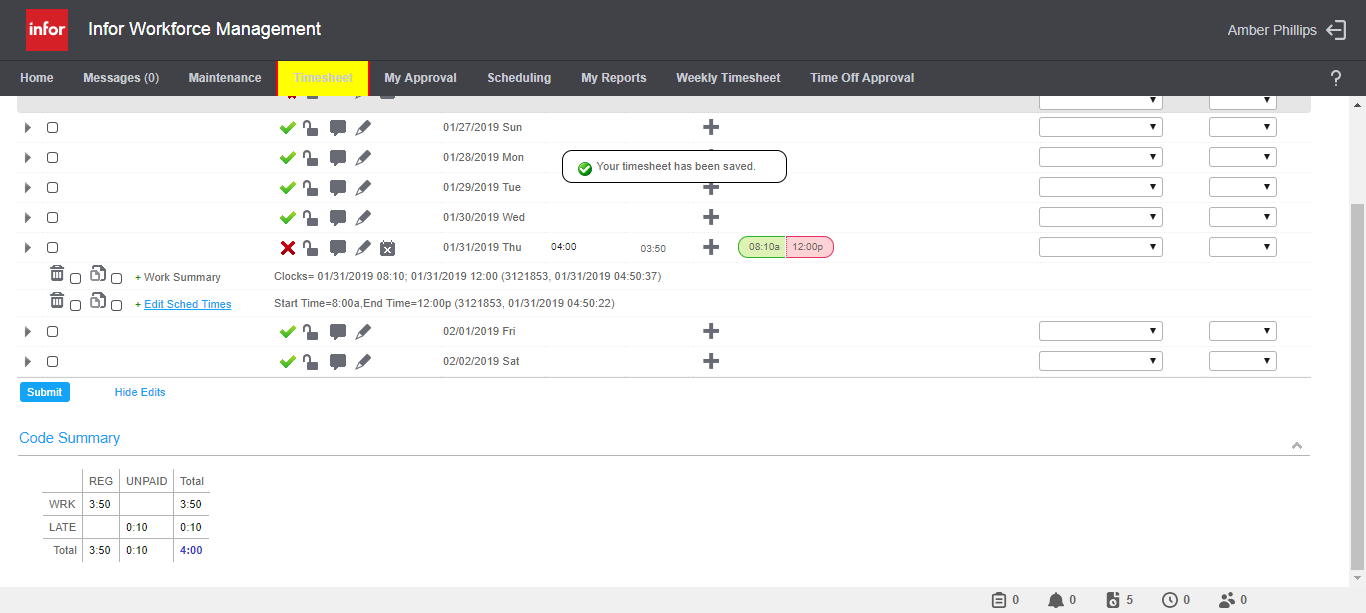 infor Infor Workforce Management Amber Phillips
Home Messages (0) Maintenance Timesheet My Approval Scheduling My Reports Weekly Timesheet Time Off Approval ?
01/27/2019 Sun
01/28/2019 Mon
Your timesheet has been saved.
01/29/2019 Tue
01/30/2019 Wed
01/31/2019 Thu 04:00 03:50 08:10a 12:00p
+ Work Summary Clocks= 01/31/2019 08:10; 01/31/2019 12:00 (3121853, 01/31/2019 04:50:37)
+ Edit Sched Times Start Time=8:00a,End Time=12:00p (3121853, 01/31/2019 04:50:22)
02/01/2019 Fri
02/02/2019 Sat
Submit Hide Edits
Code Summary
REG UNPAID Total
WRK 3:50 3:50
LATE 0:10 0:10
Total 3:50 0:10 4:00
0 0 5 0 0